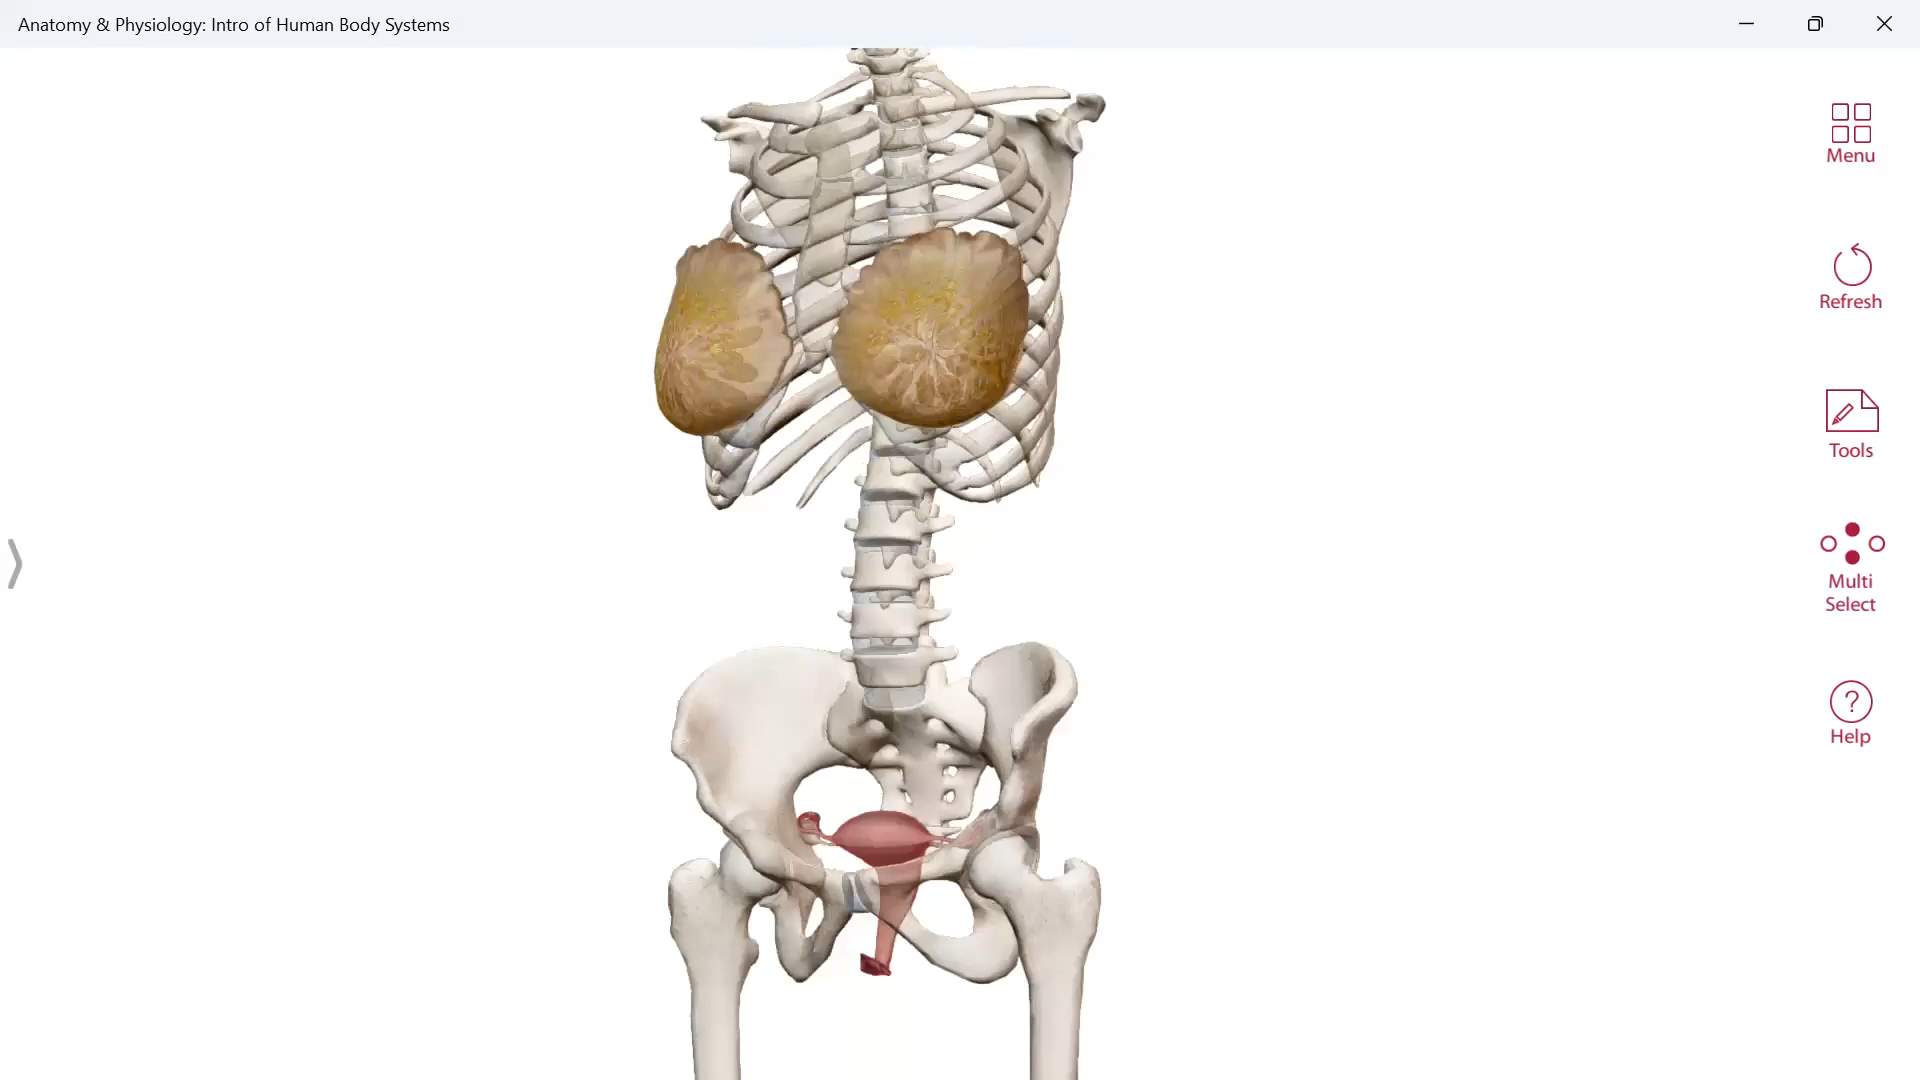 Anatomy & Physiology: Intro of Human Body Systems
Menu
Refresh
Tools
Multi
Select
?
Help